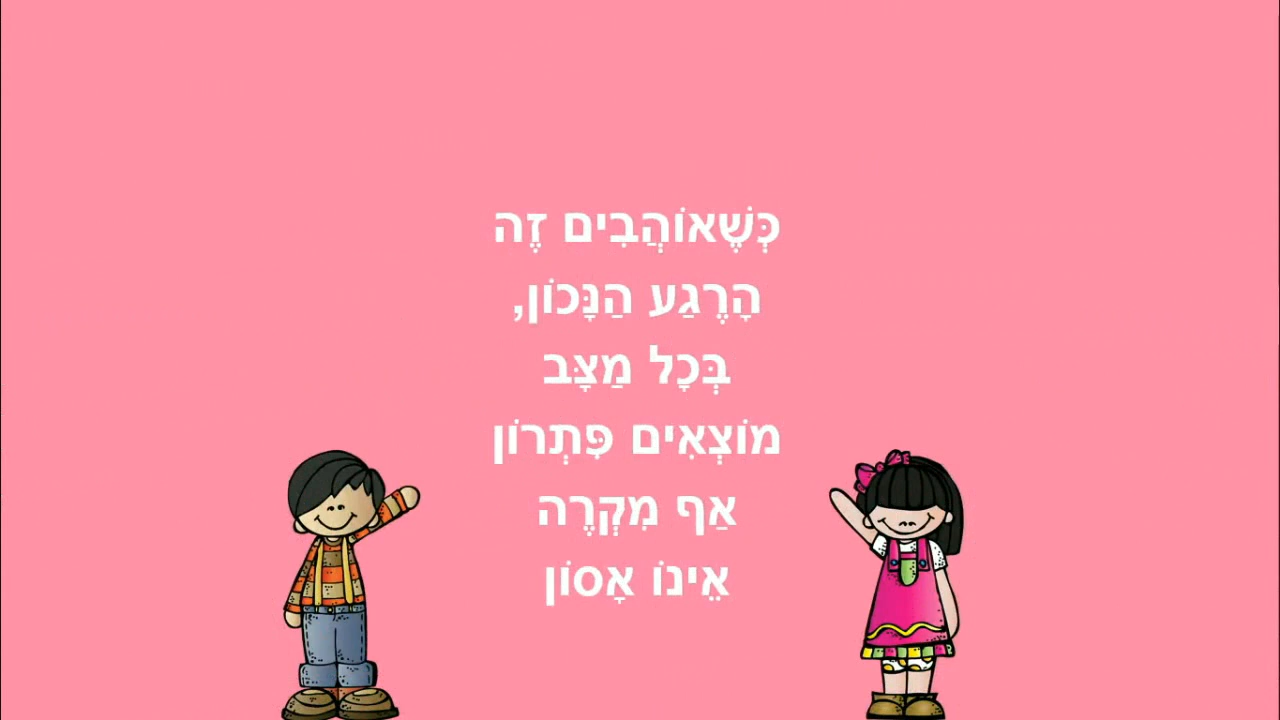 כְּשֶׁאוֹהֲבִים זֶה
הָרֶגַע הַנָּכוֹן,
בְּכָל מַצָּב
מוֹצְאִים פִּתְרוֹן
אַף מִקְרֶה
אֵינוֹ אָסוֹן